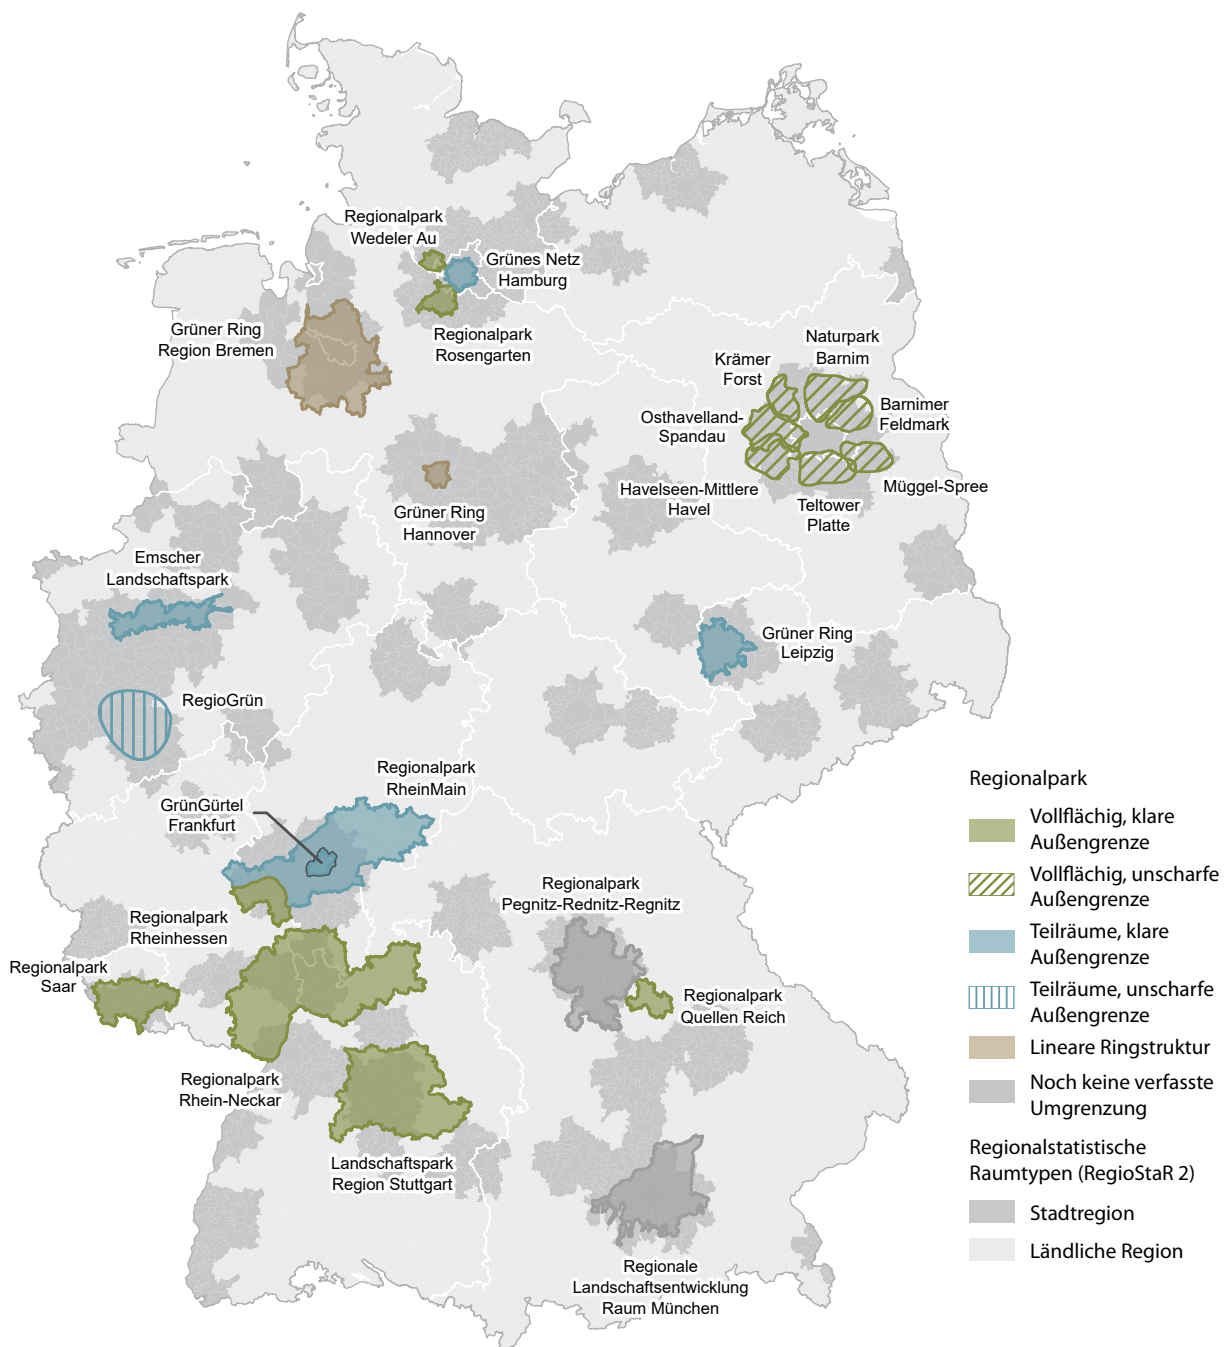 Regionalpark
Wedeler Au
Grünes Netz
Hamburg
Grüner Ring
Region Bremen
Regionalpark
Rosengarten
Naturpark
Barnim
Krämer
Forst
Barnimer
Feldmark
Osthavelland-
Spandau
Müggel-Spree
Havelseen-Mittlere
Havel
Teltower
Platte
Grüner Ring
Hannover
Emscher
Landschaftspark
Grüner Ring
Leipzig
RegioGrün
Regionalpark
RheinMain
GrünGürtel
Frankfurt
Regionalpark
Pegnitz-Rednitz-Regnitz
Regionalpark
Rheinhessen
Regionalpark
Saar
Regionalpark
Quellen Reich
Regionalpark
Rhein-Neckar
Landschaftspark
Region Stuttgart
Regionale
Landschaftsentwicklung
Raum München
Regionalpark
Vollflächig, klare
Außengrenze
Vollflächig, unscharfe
Außengrenze
Teilräume, klare
Außengrenze
Teilräume, unscharfe
Außengrenze
Lineare Ringstruktur
Noch keine verfasste
Umgrenzung
Regionalstatistische
Raumtypen (RegioStaR 2)
Stadtregion
Ländliche Region